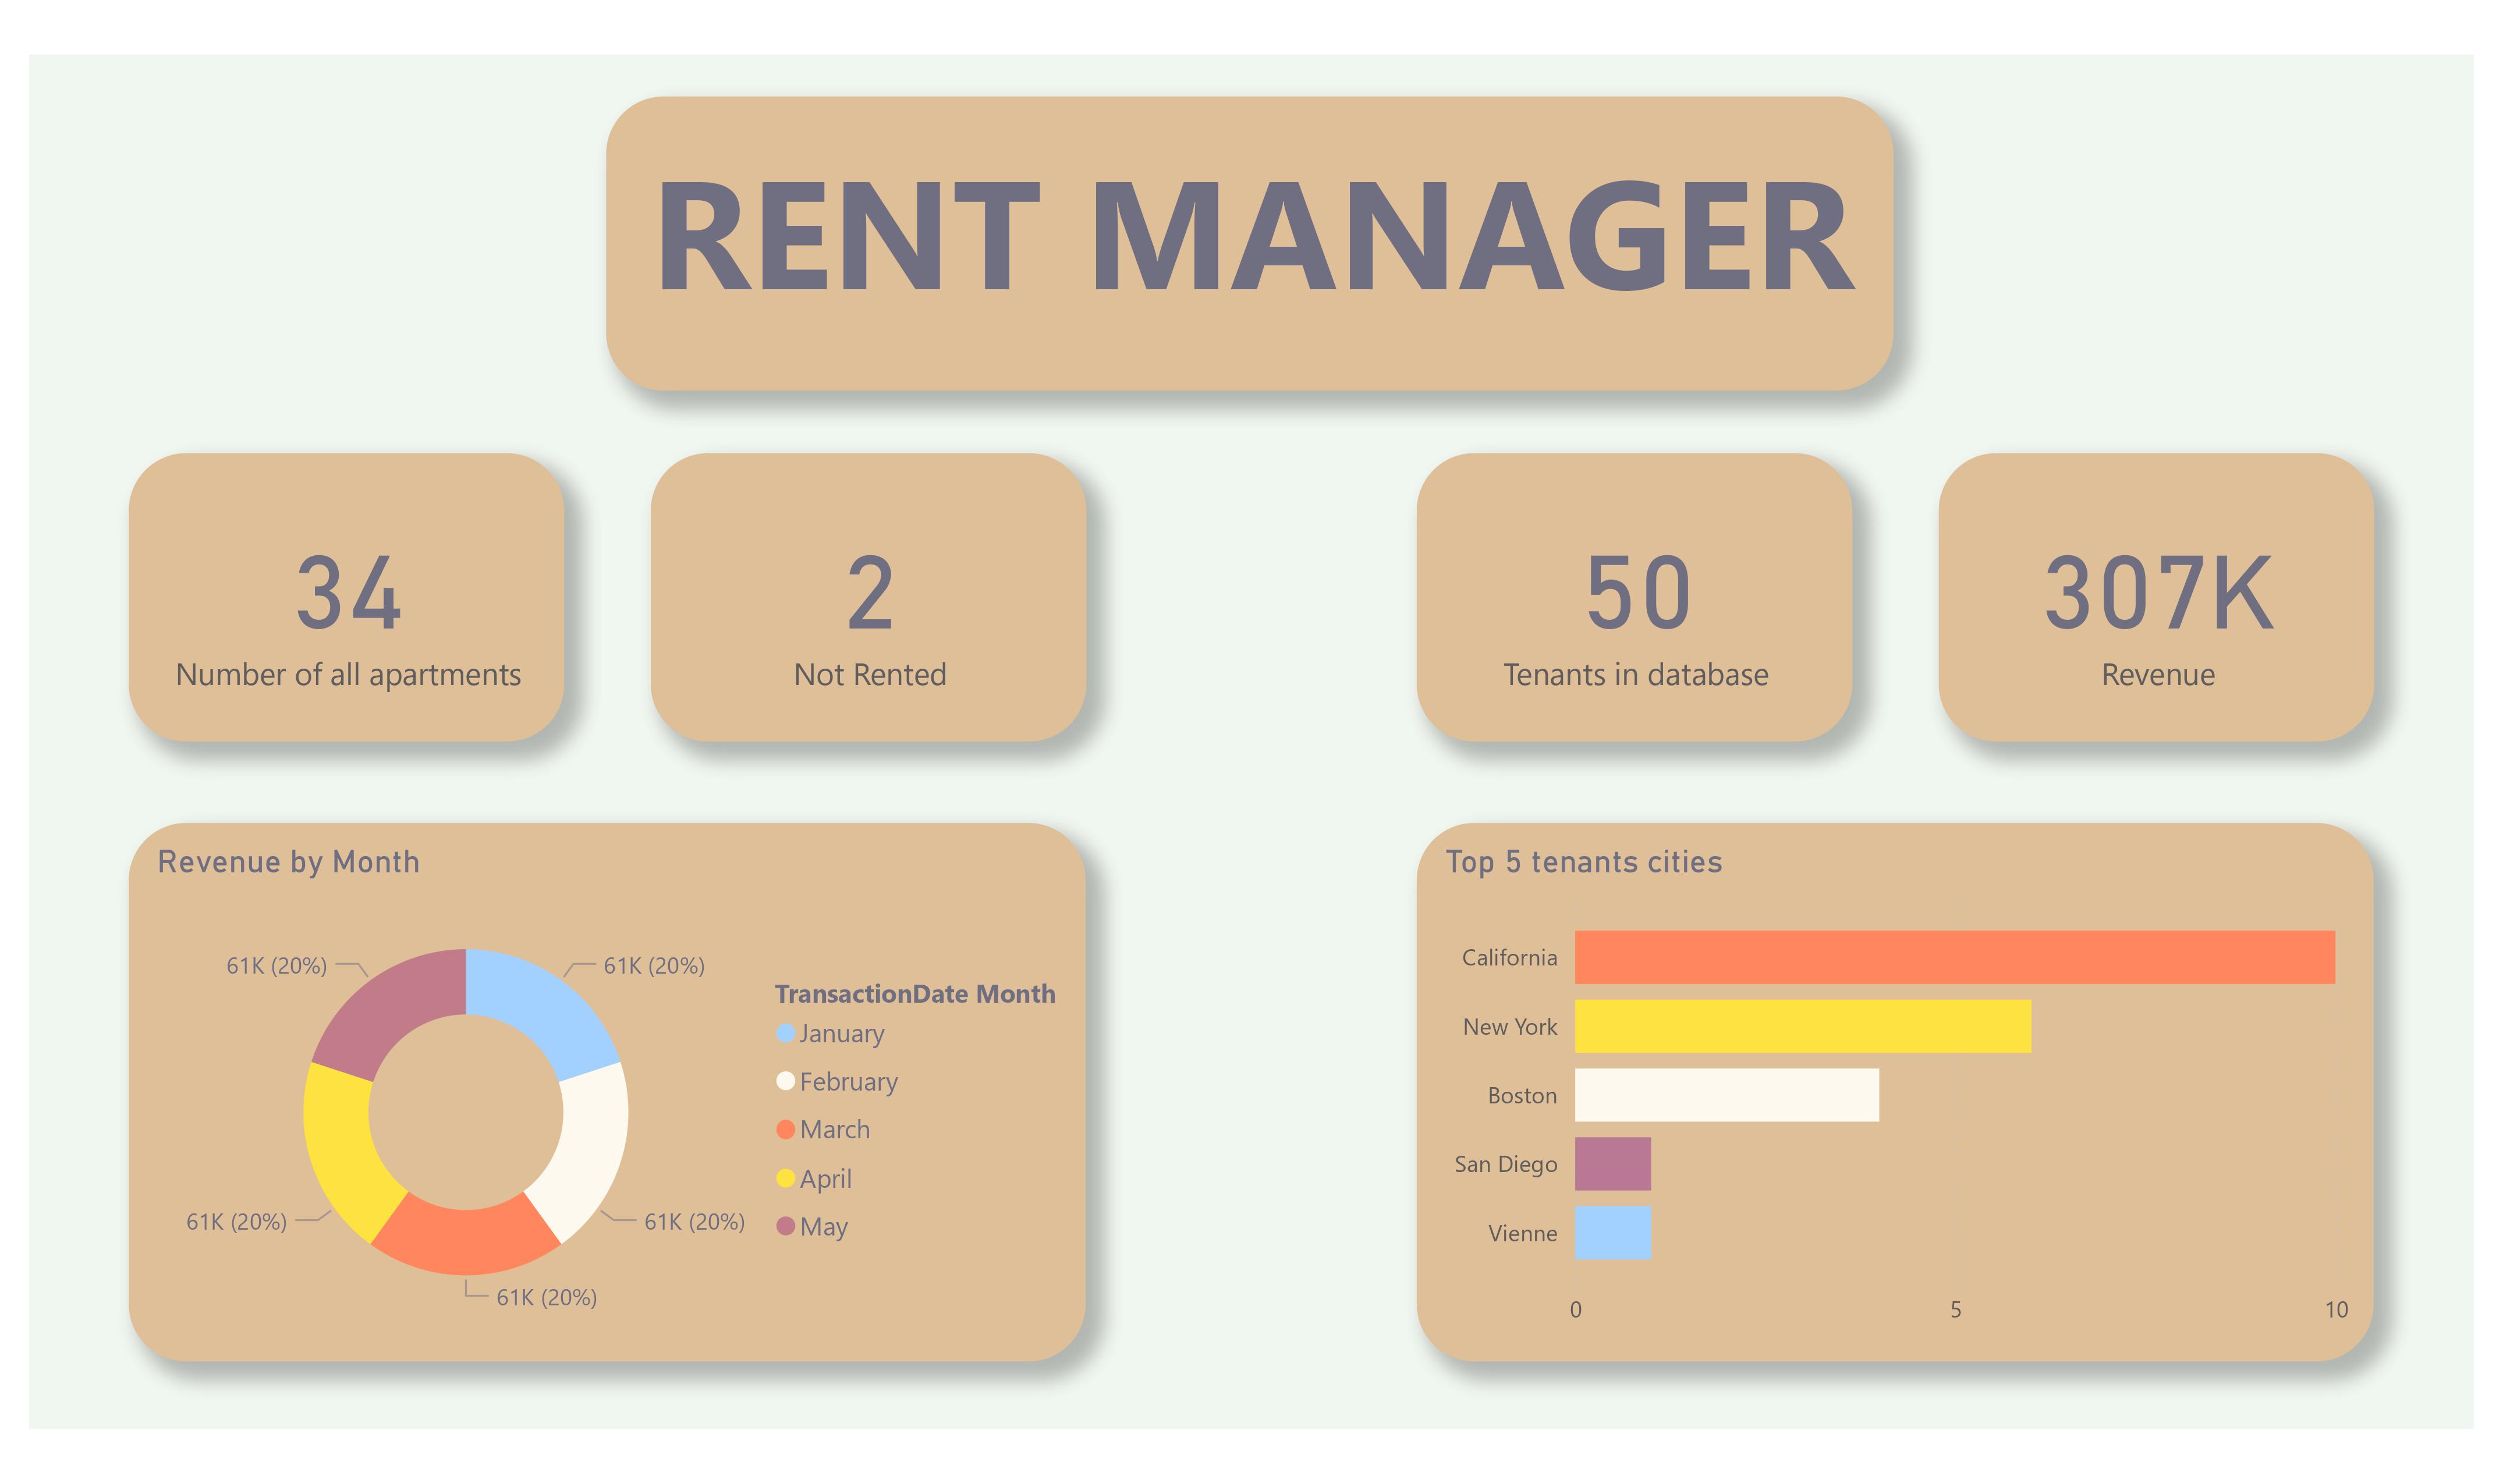 RENT MANAGER
34
Number of all apartments
2
Not Rented
50
Tenants in database
307K
Revenue
Revenue by Month
61K (20%)
61K (20%)
61K (20%)
61K (20%)
61K (20%)
TransactionDate Month
January
February
March
April
May
Top 5 tenants cities
California
New York
Boston
San Diego
Vienne
0 5 10